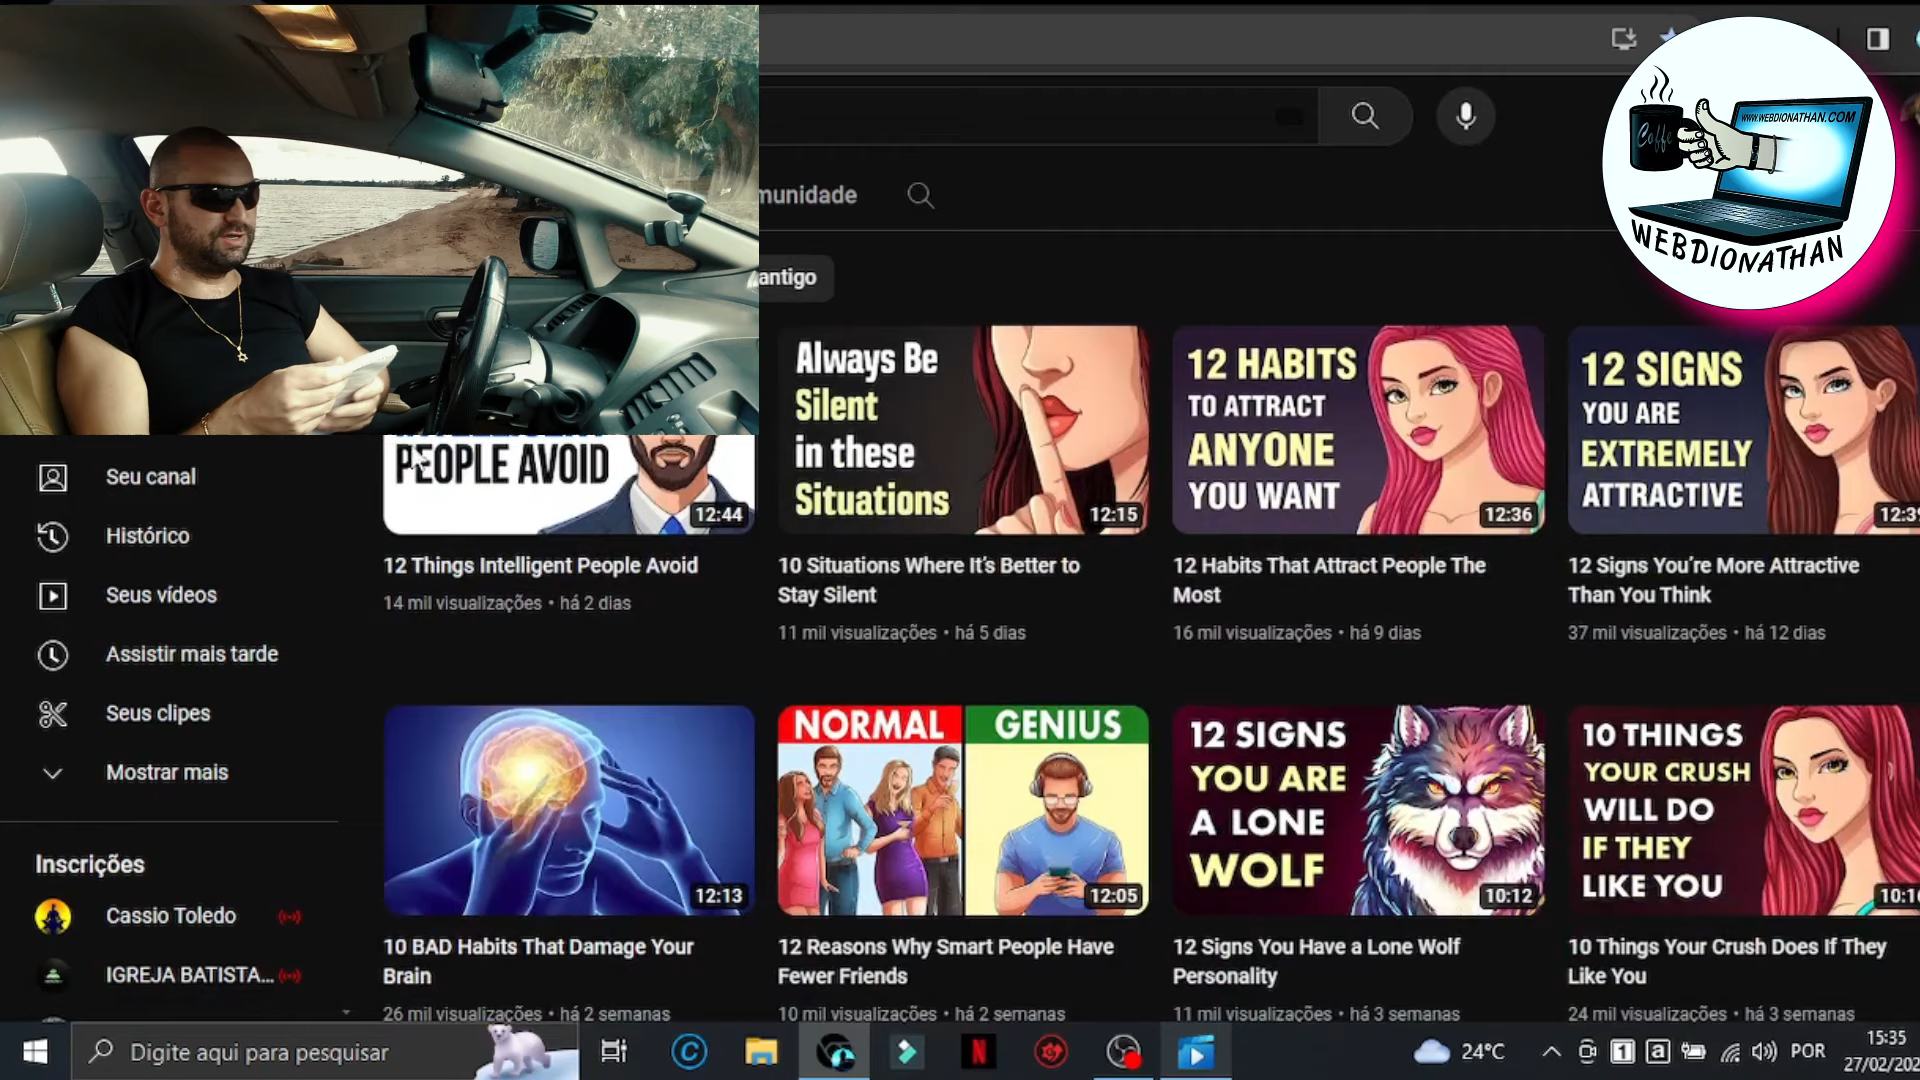 Coffe
WWW.WEBDIONATHAN.COM
WEBDIONATHAN
munidade
antigo
PEOPLE AVOID
12:44
12 Things Intelligent People Avoid
14 mil visualizações • há 2 dias
Always Be
Silent
in these
Situations
12:15
10 Situations Where It's Better to
Stay Silent
11 mil visualizações • há 5 dias
12 HABITS
TO ATTRACT
ANYONE
YOU WANT
12:36
12 Habits That Attract People The
Most
16 mil visualizações • há 9 dias
12 SIGNS
YOU ARE
EXTREMELY
ATTRACTIVE
12:39
12 Signs You're More Attractive
Than You Think
37 mil visualizações • há 12 dias
Seu canal
Histórico
Seus vídeos
Assistir mais tarde
Seus clipes
Mostrar mais
Inscrições
Cassio Toledo
IGREJA BATISTA...
12:13
10 BAD Habits That Damage Your
Brain
26 mil visualizações • há 2 semanas
NORMAL
GENIUS
12:05
12 Reasons Why Smart People Have
Fewer Friends
10 mil visualizações • há 2 semanas
12 SIGNS
YOU ARE
A LONE
WOLF
10:12
12 Signs You Have a Lone Wolf
Personality
11 mil visualizações • há 3 semanas
10 THINGS
YOUR CRUSH
WILL DO
IF THEY
LIKE YOU
10:16
10 Things Your Crush Does If They
Like You
24 mil visualizações • há 3 semanas
Digite aqui para pesquisar
24°C
POR
15:35
27/02/202